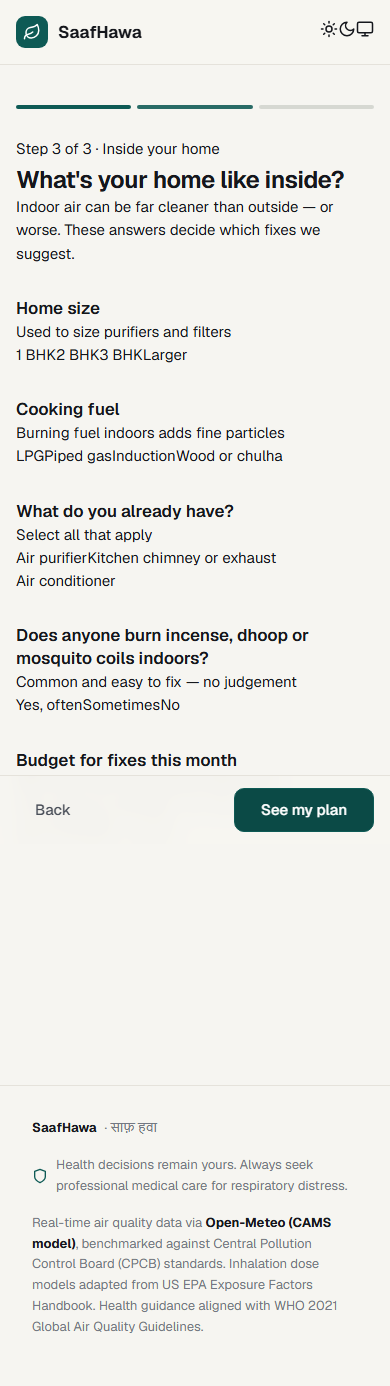 SaafHawa
Step 3 of 3 · Inside your home
What's your home like inside?
Indoor air can be far cleaner than outside — or
worse. These answers decide which fixes we
suggest.
Home size
Used to size purifiers and filters
1 BHK2 BHK3 BHKLarger
Cooking fuel
Burning fuel indoors adds fine particles
LPGPiped gasInductionWood or chulha
What do you already have?
Select all that apply
Air purifierKitchen chimney or exhaust
Air conditioner
Does anyone burn incense, dhoop or
mosquito coils indoors?
Common and easy to fix — no judgement
Yes, oftenSometimesNo
Budget for fixes this month
Back
See my plan
SaafHawa · साफ़ हवा
Health decisions remain yours. Always seek
professional medical care for respiratory distress.
Real-time air quality data via Open-Meteo (CAMS
model), benchmarked against Central Pollution
Control Board (CPCB) standards. Inhalation dose
models adapted from US EPA Exposure Factors
Handbook. Health guidance aligned with WHO 2021
Global Air Quality Guidelines.